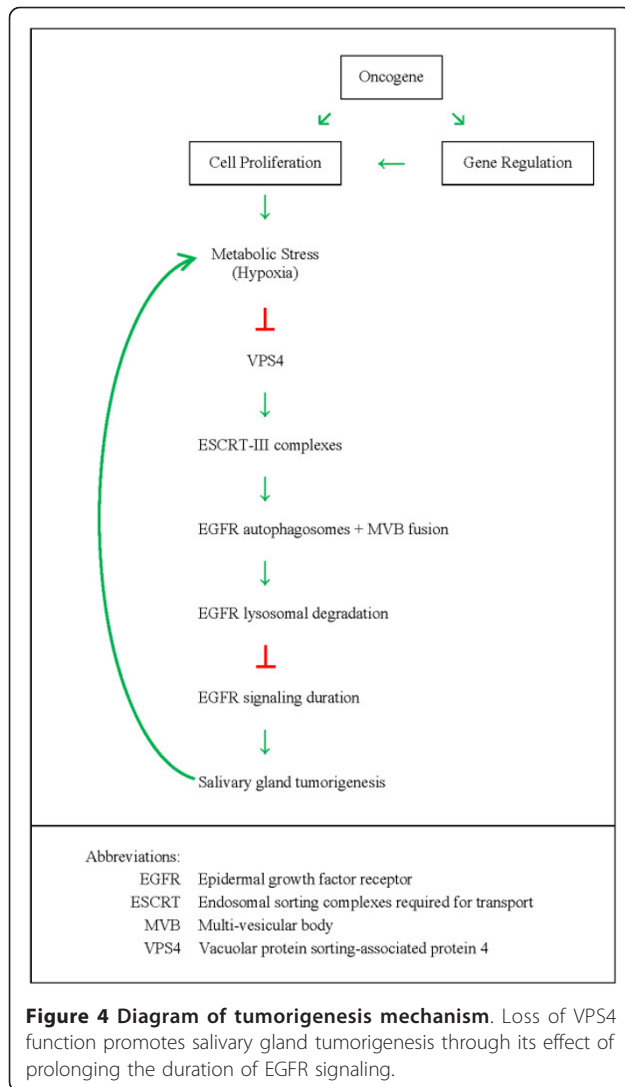 Oncogene
Cell Proliferation
Gene Regulation
Metabolic Stress
(Hypoxia)
VPS4
ESCRT-III complexes
EGFR autophagosomes + MVB fusion
EGFR lysosomal degradation
EGFR signaling duration
Salivary gland tumorigenesis
Abbreviations:
EGFR Epidermal growth factor receptor
ESCRT Endosomal sorting complexes required for transport
MVB Multi-vesicular body
VPS4 Vacuolar protein sorting-associated protein 4
Figure 4 Diagram of tumorigenesis mechanism. Loss of VPS4
function promotes salivary gland tumorigenesis through its effect of
prolonging the duration of EGFR signaling.